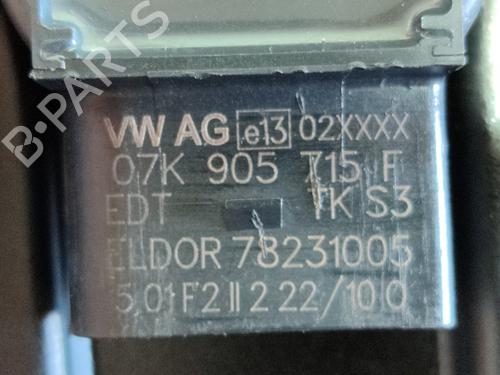 VW AG e13 02XXXX
07K 905 715 F
EDT TK S3
ELDOR 78231005
5.01 F2 II 2 22/10 0
B-PARTS